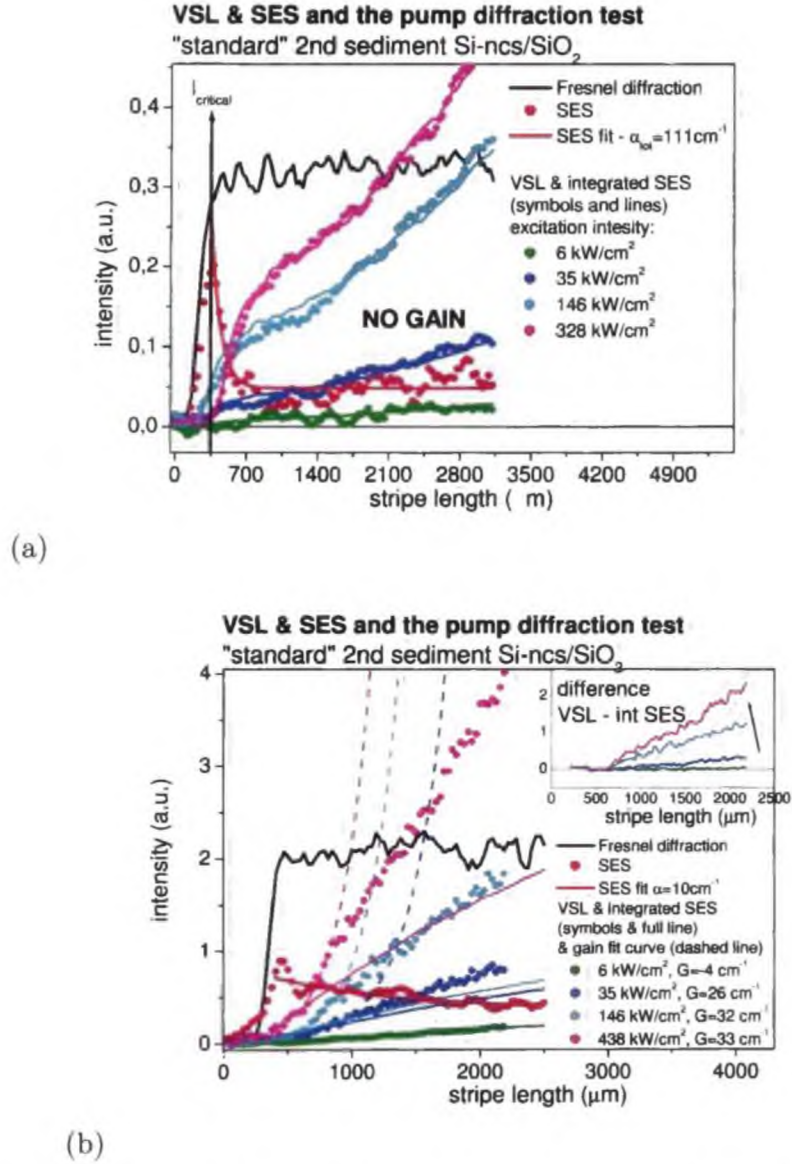 VSL & SES and the pump diffraction test
"standard" 2nd sediment Si-ncs/SiO2
l critical
Fresnel diffraction
SES
SES fit - α_tot=111cm⁻¹
VSL & integrated SES
(symbols and lines)
excitation intesity:
6 kW/cm²
35 kW/cm²
146 kW/cm²
328 kW/cm²
NO GAIN
intensity (a.u.)
0,4
0,3
0,2
0,1
0,0
0 700 1400 2100 2800 3500 4200 4900
stripe length ( m)
(a)
VSL & SES and the pump diffraction test
"standard" 2nd sediment Si-ncs/SiO
difference
VSL - int SES
2
1
0
0 500 1000 1500 2000 2500
stripe length (μm)
Fresnel diffraction
SES
SES fit α=10cm⁻¹
VSL & integrated SES
(symbols & full line)
& gain fit curve (dashed line)
6 kW/cm², G=-4 cm⁻¹
35 kW/cm², G=26 cm⁻¹
146 kW/cm², G=32 cm⁻¹
438 kW/cm², G=33 cm⁻¹
intensity (a.u.)
4
3
2
1
0
0 1000 2000 3000 4000
stripe length (μm)
(b)